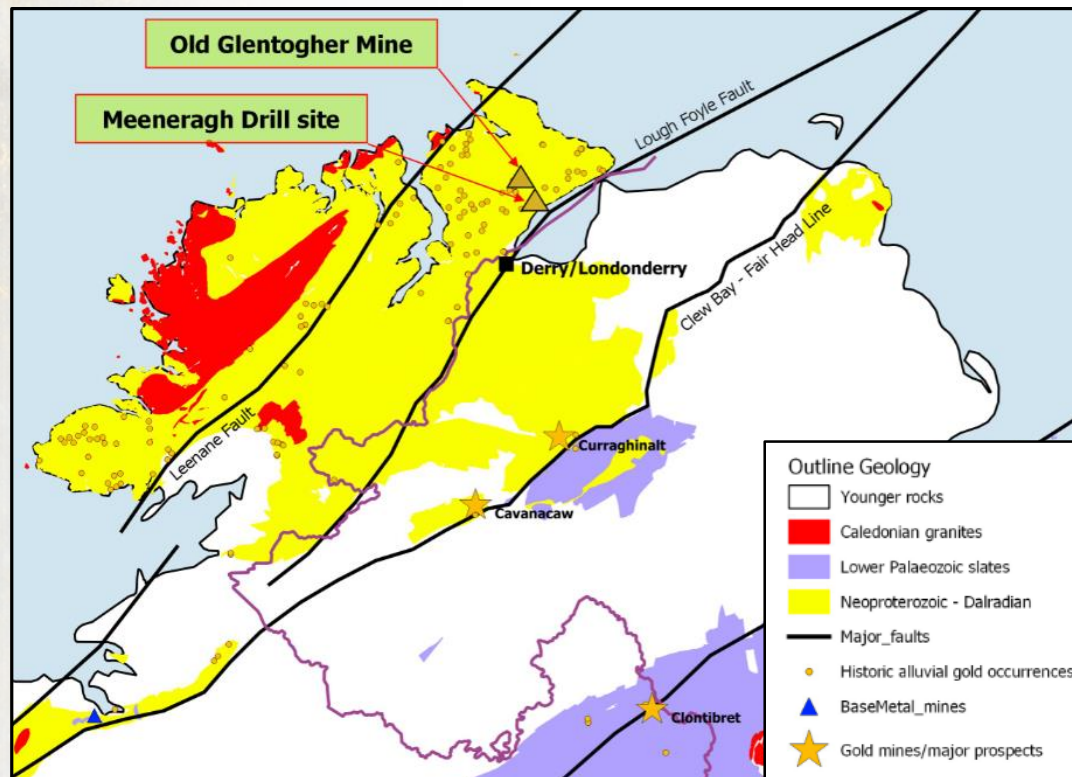 Old Glentogher Mine
Meeneragh Drill site
Lough Foyle Fault
Clew Bay - Fair Head Line
Derry/Londonderry
Leenane Fault
Curraghinalt
Cavanacaw
Clontibret
Outline Geology
Younger rocks
Caledonian granites
Lower Palaeozoic slates
Neoproterozoic - Dalradian
Major_faults
Historic alluvial gold occurrences
BaseMetal_mines
Gold mines/major prospects